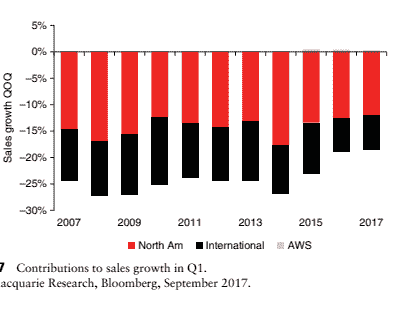 5%
0%
–5%
–10%
–15%
–20%
–25%
–30%
Sales growth QOQ
2007 2009 2011 2013 2015 2017
North Am International AWS
7 Contributions to sales growth in Q1.
acquarie Research, Bloomberg, September 2017.